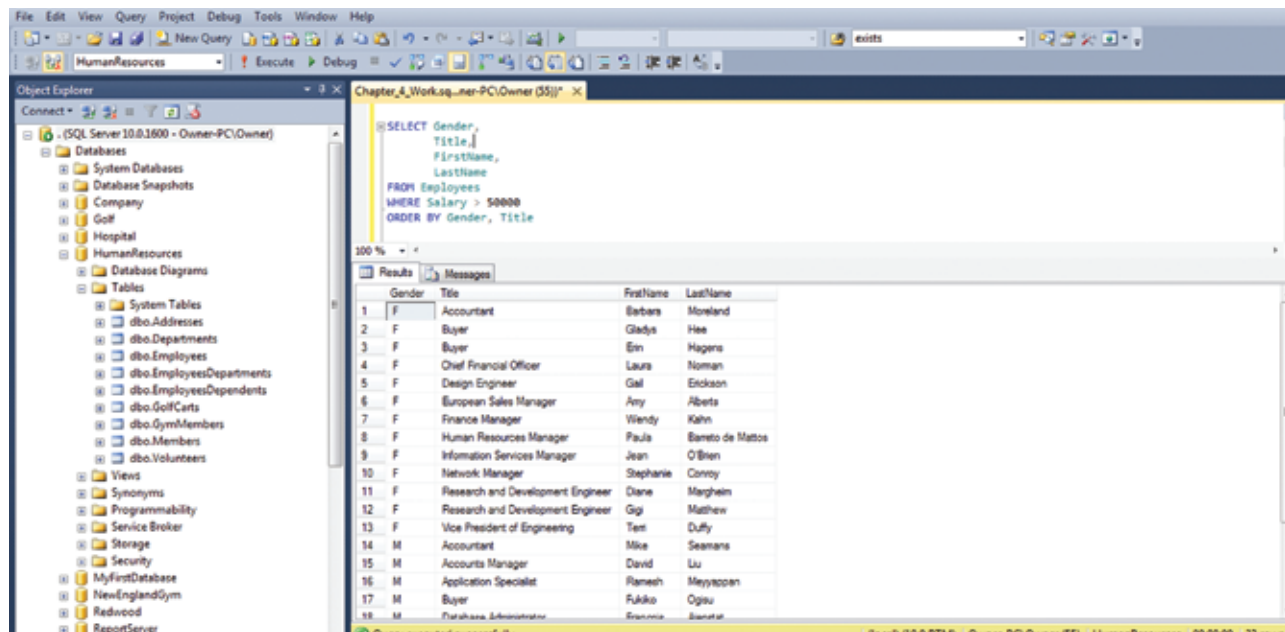 File Edit View Query Project Debug Tools Window Help
New Query
exists
HumanResources
Execute Debug
Object Explorer
Chapter_4_Work.sq...ner-PC\Owner (55))*
Connect
. (SQL Server 10.0.1600 - Owner-PC\Owner)
Databases
System Databases
Database Snapshots
Company
Golf
Hospital
HumanResources
Database Diagrams
Tables
System Tables
dbo.Addresses
dbo.Departments
dbo.Employees
dbo.EmployeesDepartments
dbo.EmployeesDependents
dbo.GolfCarts
dbo.GymMembers
dbo.Members
dbo.Volunteers
Views
Synonyms
Programmability
Service Broker
Storage
Security
MyFirstDatabase
NewEnglandGym
Redwood
ReportServer
SELECT Gender,
Title,
FirstName,
LastName
FROM Employees
WHERE Salary > 50000
ORDER BY Gender, Title
100 %
Results Messages
Gender Title FirstName LastName
1 F Accountant Barbara Moreland
2 F Buyer Gladys Hee
3 F Buyer Erin Hagens
4 F Chief Financial Officer Laura Norman
5 F Design Engineer Gail Erickson
6 F European Sales Manager Amy Alberts
7 F Finance Manager Wendy Kahn
8 F Human Resources Manager Paula Barreto de Mattos
9 F Information Services Manager Jean O'Brien
10 F Network Manager Stephanie Conroy
11 F Research and Development Engineer Diane Margheim
12 F Research and Development Engineer Gigi Matthew
13 F Vice President of Engineering Terri Duffy
14 M Accountant Mike Seamans
15 M Accounts Manager David Liu
16 M Application Specialist Ramesh Meyyappan
17 M Buyer Fukiko Ogisu
18 M Database Administrator